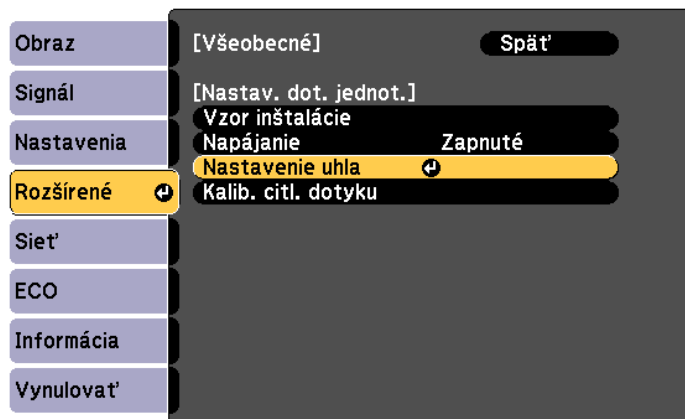 Obraz
Signál
Nastavenia
Rozšírené
Sieť
ECO
Informácia
Vynulovať
[Všeobecné] Späť
[Nastav. dot. jednot.]
Vzor inštalácie
Napájanie Zapnuté
Nastavenie uhla
Kalib. citl. dotyku